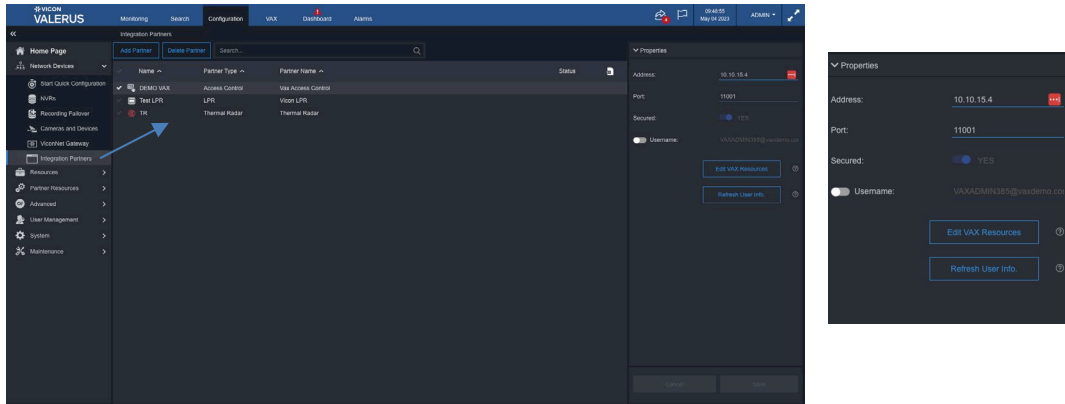 VICON
VALERUS
Monitoring Search Configuration VAX Dashboard Alarms
09:46:55
May 04 2023
ADMIN
Integration Partners
Home Page
Network Devices
Start Quick Configuration
NVRs
Recording Failover
Cameras and Devices
ViconNet Gateway
Integration Partners
Resources
Partner Resources
Advanced
User Management
System
Maintenance
Add Partner Delete Partner Search...
Name Partner Type Partner Name Status
DEMO VAX Access Control Vax Access Control
Test LPR LPR Vicon LPR
TR Thermal Radar Thermal Radar
Properties
Address: 10.10.15.4
Port: 11001
Secured: YES
Username: VAXADMIN385@vaxdemo.co
Edit VAX Resources
Refresh User Info.
Cancel Save
Properties
Address: 10.10.15.4
Port: 11001
Secured: YES
Username: VAXADMIN385@vaxdemo.cor
Edit VAX Resources
Refresh User Info.